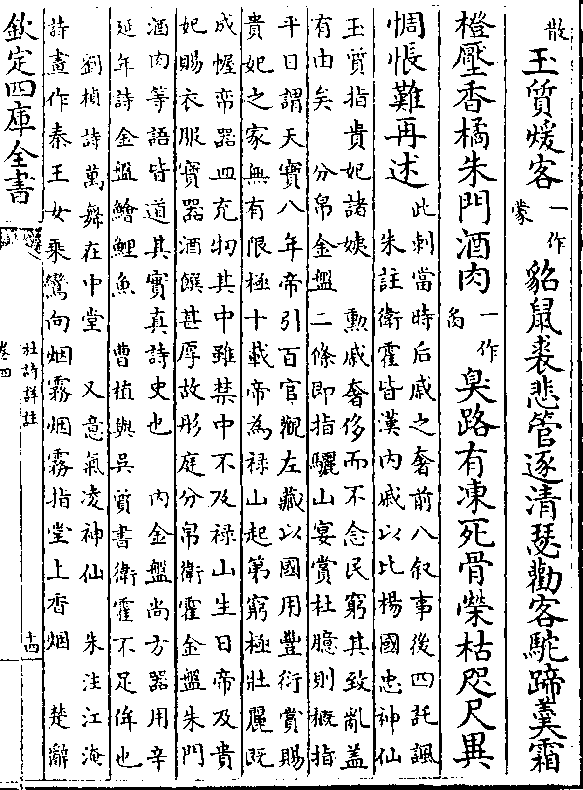 散
玉質煖客
一作
蒙
貂鼠裘悲管逐清瑟勸客駝蹄羹霜
橙壓香橘朱門酒肉
一作
臭路有凍死骨榮枯咫尺異
惆悵難再述
此刺當時后戚之奢前八叙事後四託諷
朱註衛霍皆漢內戚以比楊國忠神仙
玉質指貴妃諸姨 勲戚奢侈而不念民窮其致亂蓋
有由矣 分帛金盤二條即指驪山宴賞杜臆則概指
平日謂天寶八年帝引百官觀左藏以國用豐衍賞賜
貴妃之家無有限極十載帝為祿山起第窮極壯麗既
成幄帟器皿充牣其中雖禁中不及祿山生日帝及貴
妃賜衣服寶器酒饌甚厚故彤庭分帛衛霍金盤朱門
酒肉等語皆道其實真詩史也 内金盤尚方器用辛
延年詩金盤鱠鯉魚 曹植與吳質書衛霍不足侔也
劉楨詩萬舞在中堂 又意氣凌神仙 朱注江淹
詩畫作秦王女乘鸞向烟霧烟霧指堂上香烟 楚辭
欽定四庫全書
杜詩詳註
卷四
十四